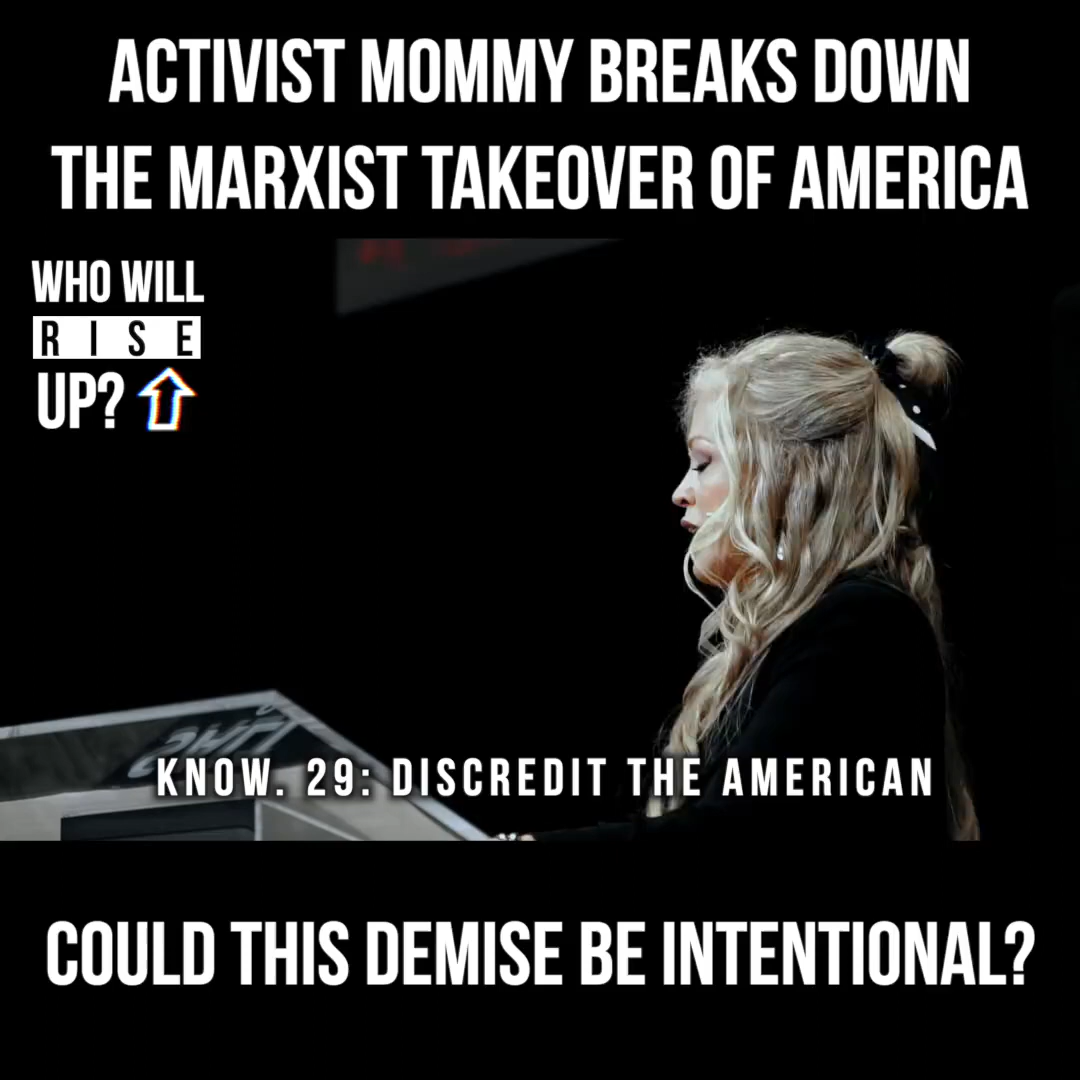 ACTIVIST MOMMY BREAKS DOWN
THE MARXIST TAKEOVER OF AMERICA
WHO WILL
RISE
UP?
KNOW. 29: DISCREDIT THE AMERICAN
COULD THIS DEMISE BE INTENTIONAL?